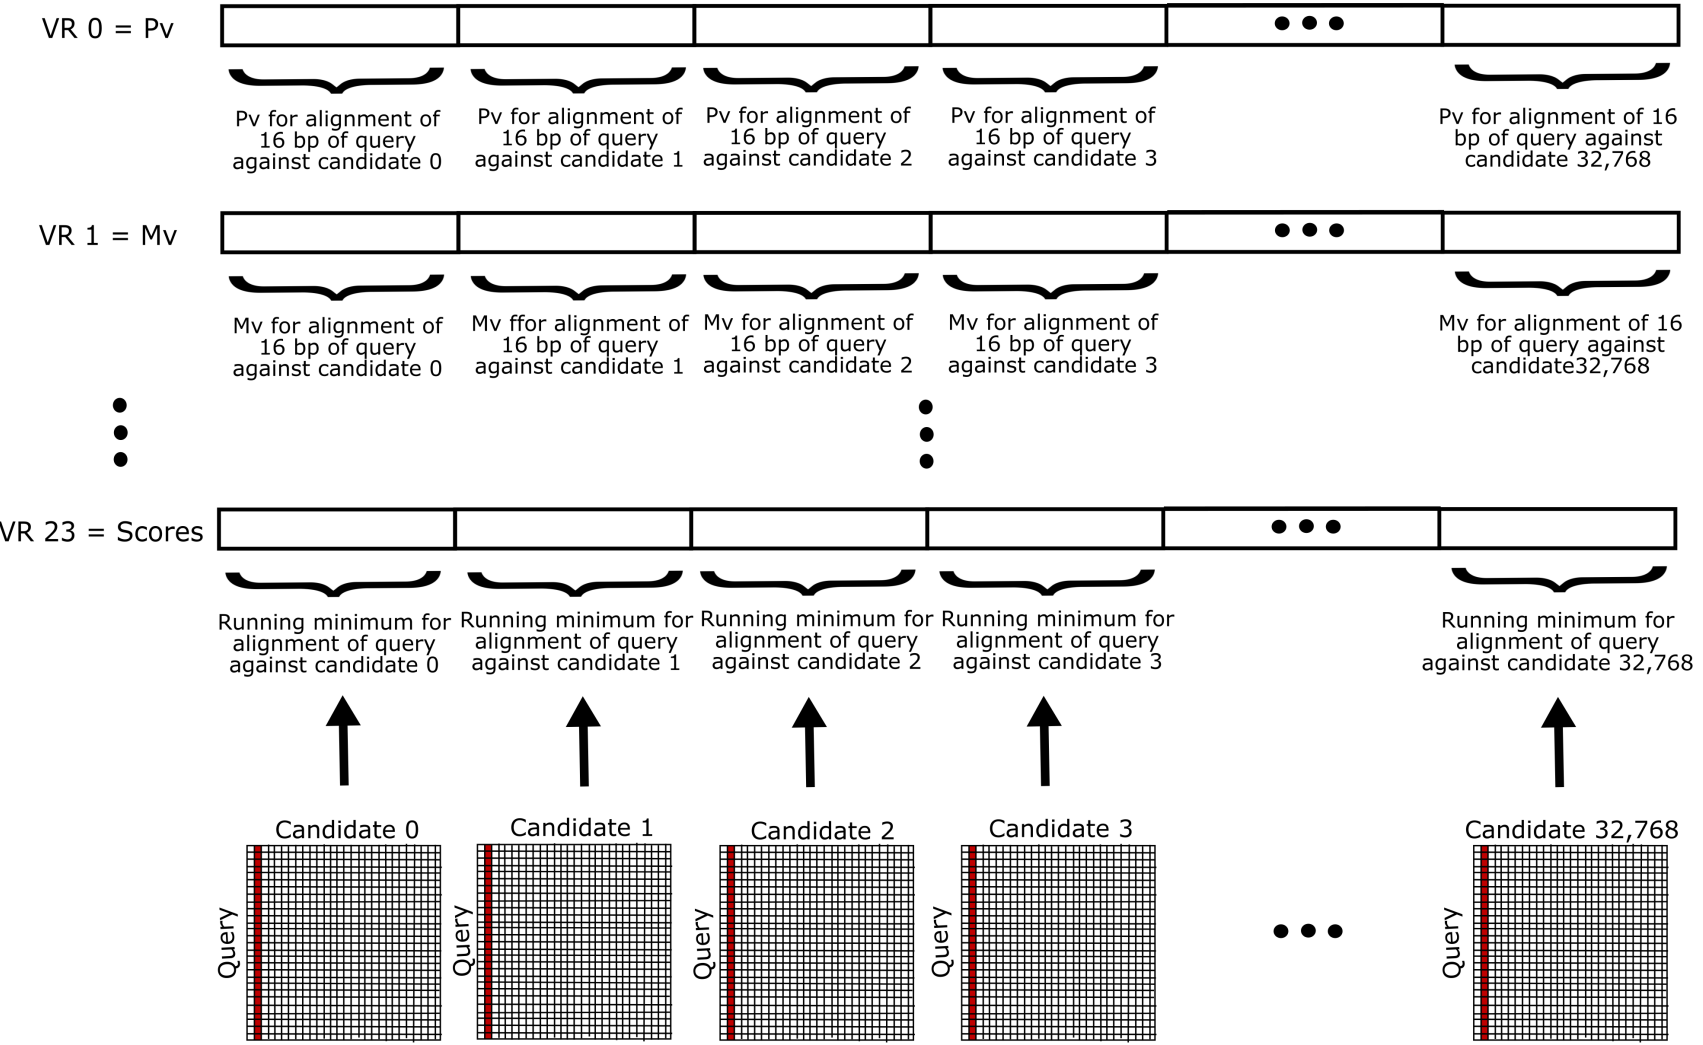 VR 0 = Pv
Pv for alignment of
16 bp of query
against candidate 0
Pv for alignment of
16 bp of query
against candidate 1
Pv for alignment of
16 bp of query
against candidate 2
Pv for alignment of
16 bp of query
against candidate 3
Pv for alignment of 16
bp of query against
candidate 32,768
VR 1 = Mv
Mv for alignment of
16 bp of query
against candidate 0
Mv ffor alignment of
16 bp of query
against candidate 1
Mv for alignment of
16 bp of query
against candidate 2
Mv for alignment of
16 bp of query
against candidate 3
Mv for alignment of 16
bp of query against
candidate32,768
VR 23 = Scores
Running minimum for
alignment of query
against candidate 0
Running minimum for
alignment of query
against candidate 1
Running minimum for
alignment of query
against candidate 2
Running minimum for
alignment of query
against candidate 3
Running minimum for
alignment of query
against candidate 32,768
Candidate 0
Query
Candidate 1
Query
Candidate 2
Query
Candidate 3
Query
Candidate 32,768
Query